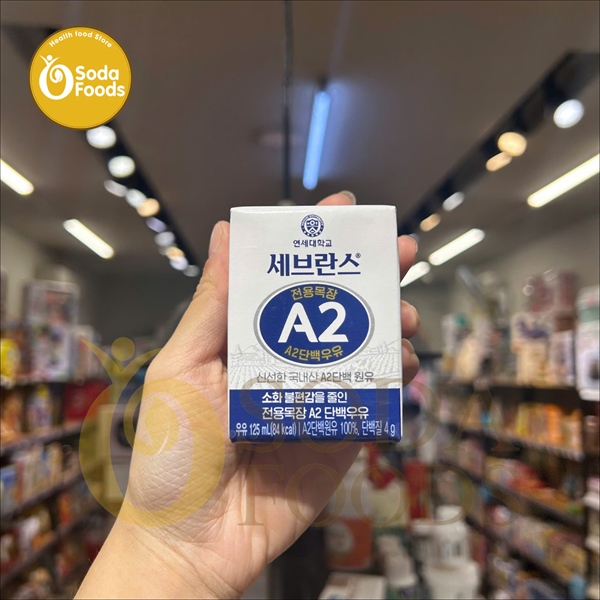 Health food Store
Soda
Foods
연세대학교
세브란스®
전용목장
A2
A2단백우유
신선한 국내산 A2단백 원유
소화 불편감을 줄인
전용목장 A2 단백우유
우유 125 mL(84 kcal) | A2단백원유 100%, 단백질 4 g
SODA
FOODS